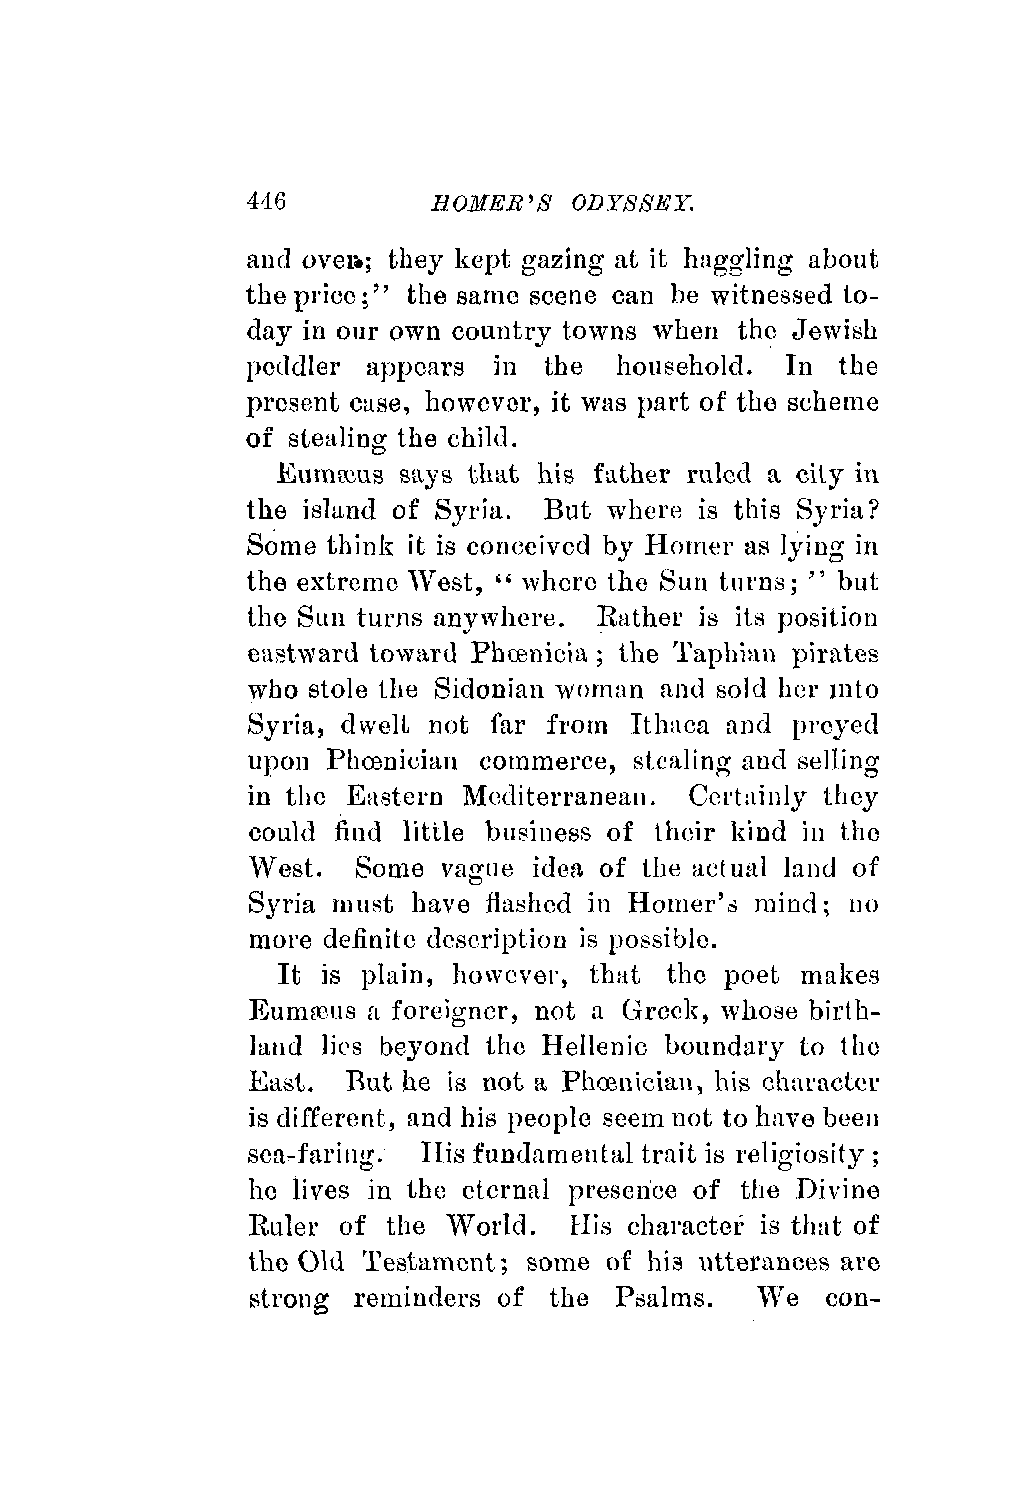 446 HOMER'S ODYSSEY.
and over; they kept gazing at it haggling about
the price;" the same scene can be witnessed to-
day in our own country towns when the Jewish
peddler appears in the household. In the
present case, however, it was part of the scheme
of stealing the child.
Eumæus says that his father ruled a city in
the island of Syria. But where is this Syria?
Some think it is conceived by Homer as lying in
the extreme West, "where the Sun turns;" but
the Sun turns anywhere. Rather is its position
eastward toward Phœnicia; the Taphian pirates
who stole the Sidonian woman and sold her into
Syria, dwelt not far from Ithaca and preyed
upon Phœnician commerce, stealing and selling
in the Eastern Mediterranean. Certainly they
could find little business of their kind in the
West. Some vague idea of the actual land of
Syria must have flashed in Homer's mind; no
more definite description is possible.
It is plain, however, that the poet makes
Eumæus a foreigner, not a Greek, whose birth-
land lies beyond the Hellenic boundary to the
East. But he is not a Phœnician, his character
is different, and his people seem not to have been
sea-faring. His fundamental trait is religiosity;
he lives in the eternal presence of the Divine
Ruler of the World. His character is that of
the Old Testament; some of his utterances are
strong reminders of the Psalms. We con-